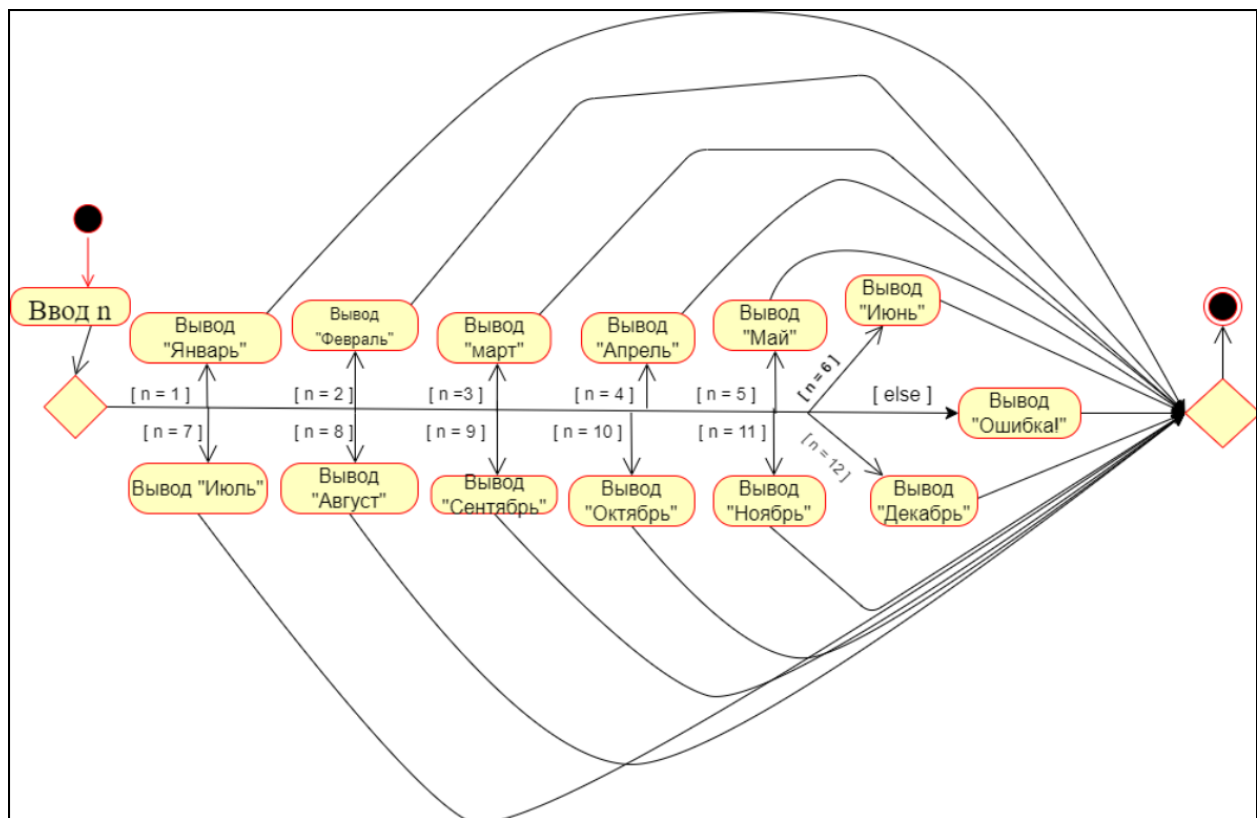 Ввод n
Вывод
"Январь"
Вывод
"Февраль"
Вывод
"март"
Вывод
"Апрель"
Вывод
"Май"
Вывод
"Июнь"
[ n = 1 ]
[ n = 2 ]
[ n =3 ]
[ n = 4 ]
[ n = 5 ]
[ n = 6 ]
[ else ]
Вывод
"Ошибка!"
[ n = 7 ]
[ n = 8 ]
[ n = 9 ]
[ n = 10 ]
[ n = 11 ]
[ n = 12 ]
Вывод "Июль"
Вывод
"Август"
Вывод
"Сентябрь"
Вывод
"Октябрь"
Вывод
"Ноябрь"
Вывод
"Декабрь"